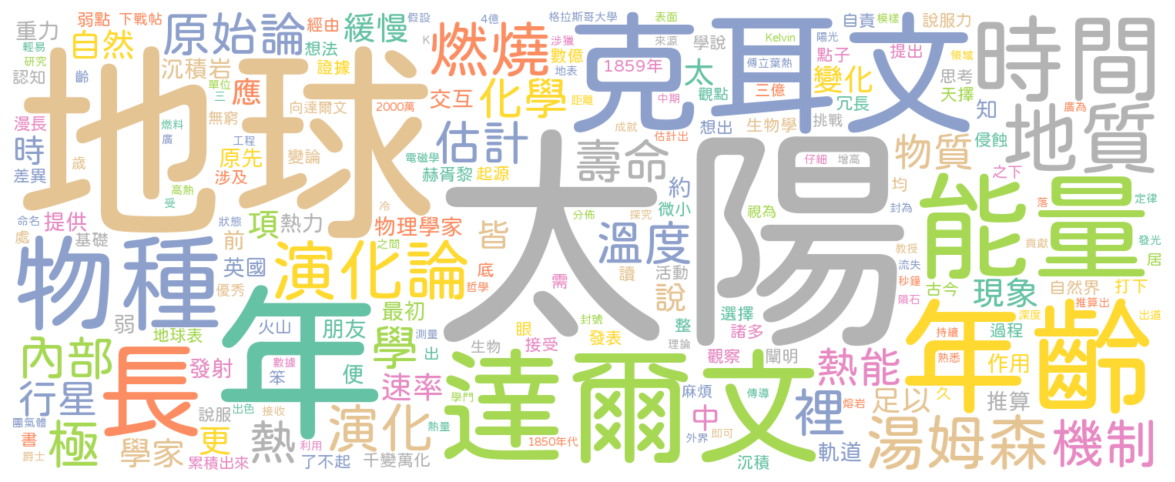 重力
弱點
下戰帖
原始論
經由
緩慢
假設
4億
格拉斯哥大學
表面
自責
模樣
說服力
輕易
研究
自然
想法
涉獵
數億
來源
學說
Kelvin
陽光
點子
提出
領域
認知
齡
沉積岩
證據
K
燃燒
地表
1859年
傅立葉熱
變化
思考
時間
太
觀點
天擇
單位
三
應
向達爾文
2000萬
交互
化學
距離
中期
三億
冗長
知
廣為
漫長
燃料
廣
無窮
克耳文
成就
估計出
想出
生物學
挑戰
地質
時
工程
原先
變論
估計
電磁學
赫胥黎
起源
壽命
仔細
增高
物質
侵蝕
差異
歲
涉及
地球
高熱
受
冷
約
微小
均
之下
命名
提供
狀態
項
熱力
物理學家
皆
分佈
探究
視為
封為
能量
落
定律
處
基礎
前
之間
溫度
太陽
教授
貢獻
發光
物種
英國
演化論
底
讀
活動
流失
古今
居
優秀
哲學
需
說
秒鐘
現象
自然界
打下
弱
火山
朋友
最初
眼
封號
整
選擇
隕石
推算出
深度
出道
地球表
年
測量
接受
發表
諸多
理論
持續
過程
內部
長
發射
數據
學
出
生物
觀察
闡明
熱能
年齡
熟悉
作用
行星
笨
便
速率
學門
達爾文
麻煩
傳導
裡
足以
久
推算
團氣體
說服
出色
接收
演化
熱量
中
外界
即可
熔岩
書
極
學家
更
熱
1850年代
軌道
湯姆森
機制
爵士
累積出來
利用
了不起
千變萬化
沉積